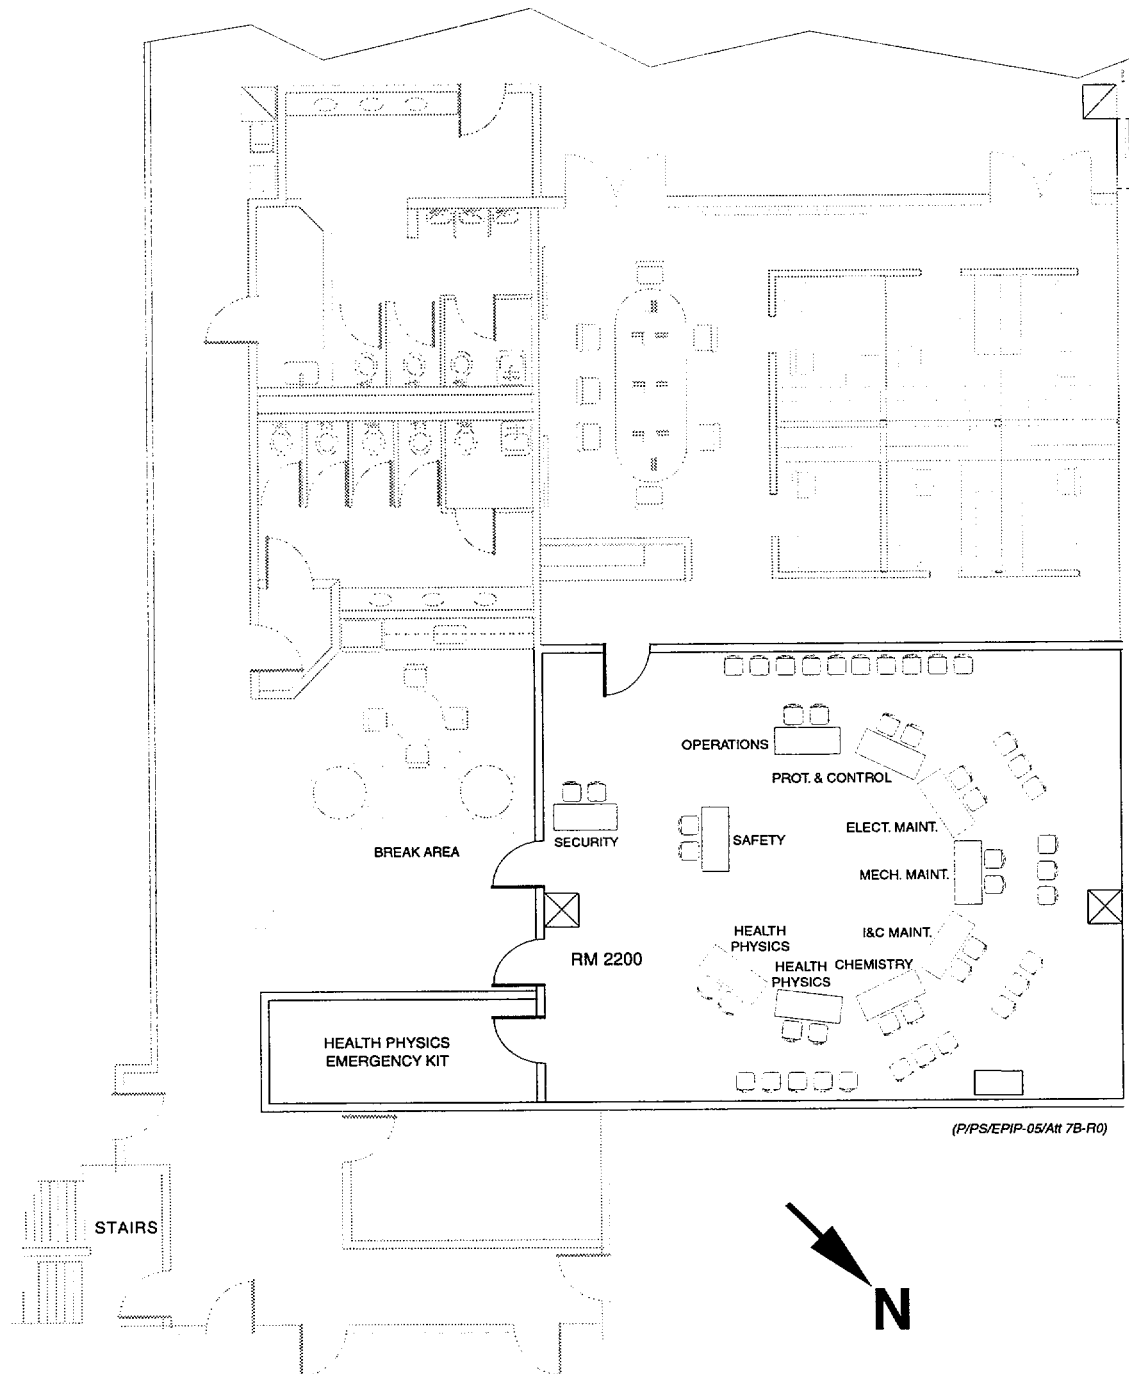 OPERATIONS
PROT. & CONTROL
ELECT. MAINT.
SECURITY
SAFETY
BREAK AREA
MECH. MAINT.
HEALTH
PHYSICS
I&C MAINT.
RM 2200
HEALTH
PHYSICS
CHEMISTRY
HEALTH PHYSICS
EMERGENCY KIT
(P/PS/EPIP-05/Att 7B-R0)
STAIRS
N